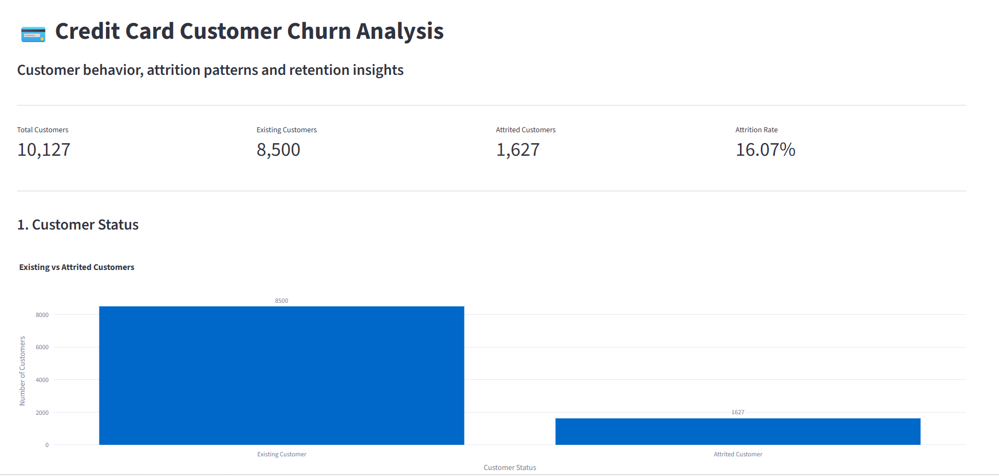 Credit Card Customer Churn Analysis
Customer behavior, attrition patterns and retention insights
Total Customers
10,127
Existing Customers
8,500
Attrited Customers
1,627
Attrition Rate
16.07%
1. Customer Status
Existing vs Attrited Customers
Number of Customers
8000
6000
4000
2000
0
8500
1627
Existing Customer
Attrited Customer
Customer Status